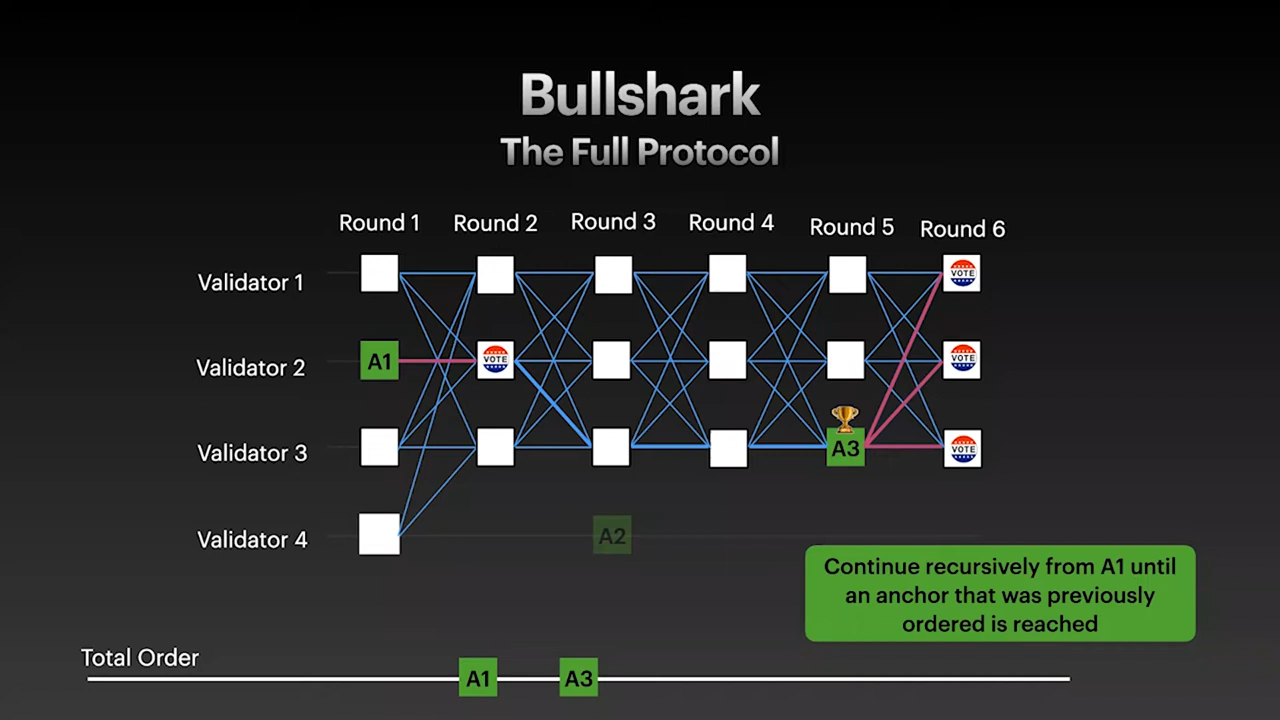 Bullshark
The Full Protocol
Round 1 Round 2 Round 3 Round 4 Round 5 Round 6
Validator 1
VOTE
Validator 2
A1
VOTE
VOTE
Validator 3
A3
VOTE
Validator 4
A2
Continue recursively from A1 until
an anchor that was previously
ordered is reached
Total Order
A1 A3